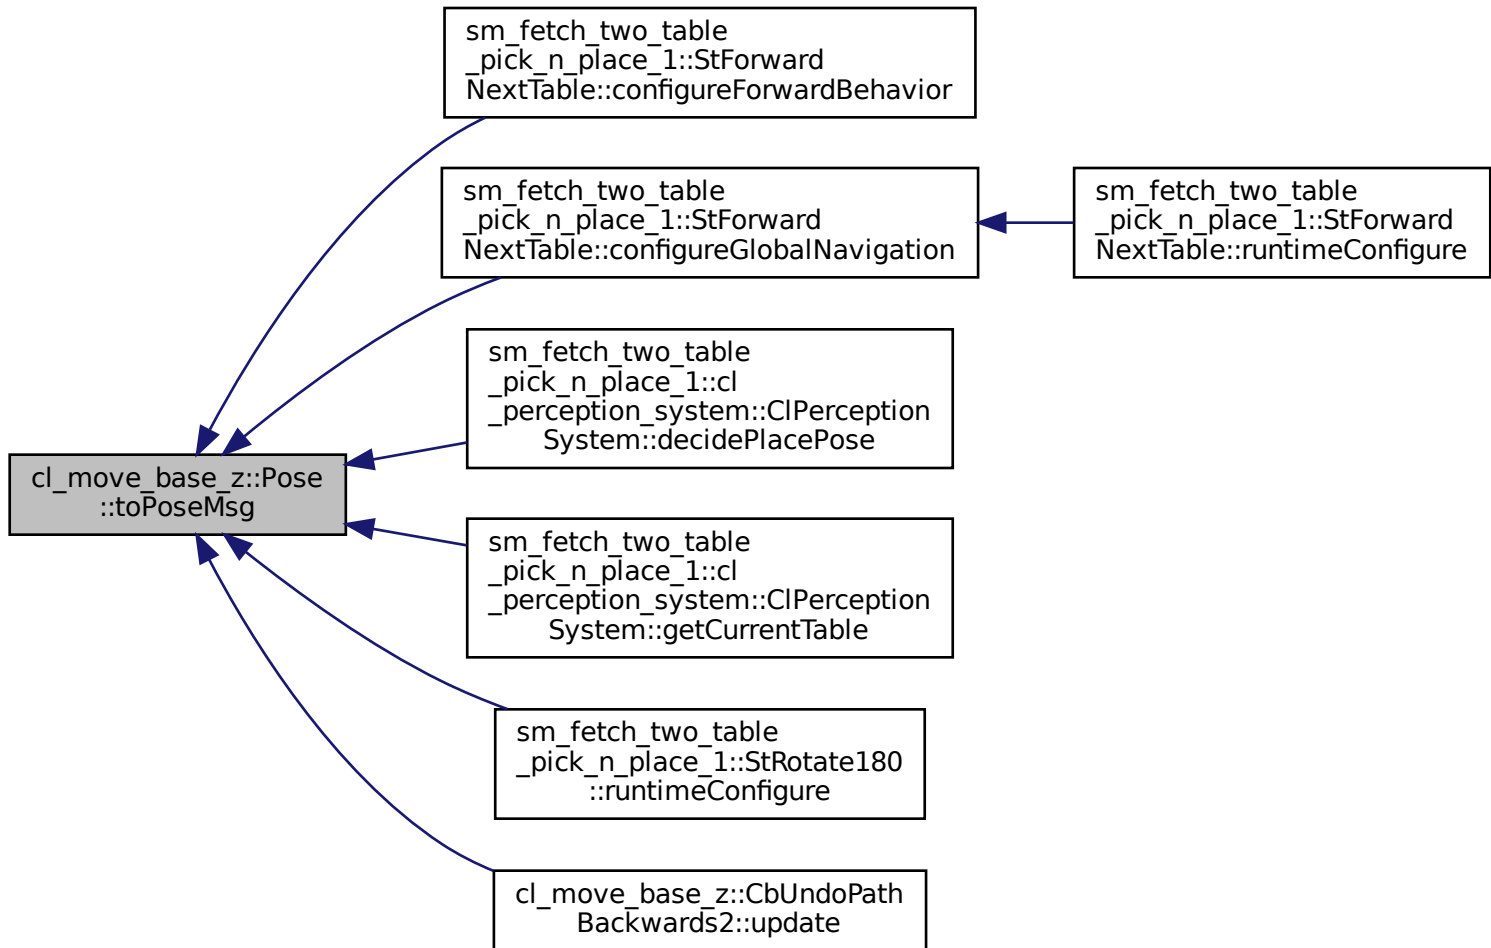 sm_fetch_two_table
_pick_n_place_1::StForward
NextTable::configureForwardBehavior
sm_fetch_two_table
_pick_n_place_1::StForward
NextTable::configureGlobalNavigation
sm_fetch_two_table
_pick_n_place_1::StForward
NextTable::runtimeConfigure
sm_fetch_two_table
_pick_n_place_1::cl
_perception_system::ClPerception
System::decidePlacePose
cl_move_base_z::Pose
::toPoseMsg
sm_fetch_two_table
_pick_n_place_1::cl
_perception_system::ClPerception
System::getCurrentTable
sm_fetch_two_table
_pick_n_place_1::StRotate180
::runtimeConfigure
cl_move_base_z::CbUndoPath
Backwards2::update